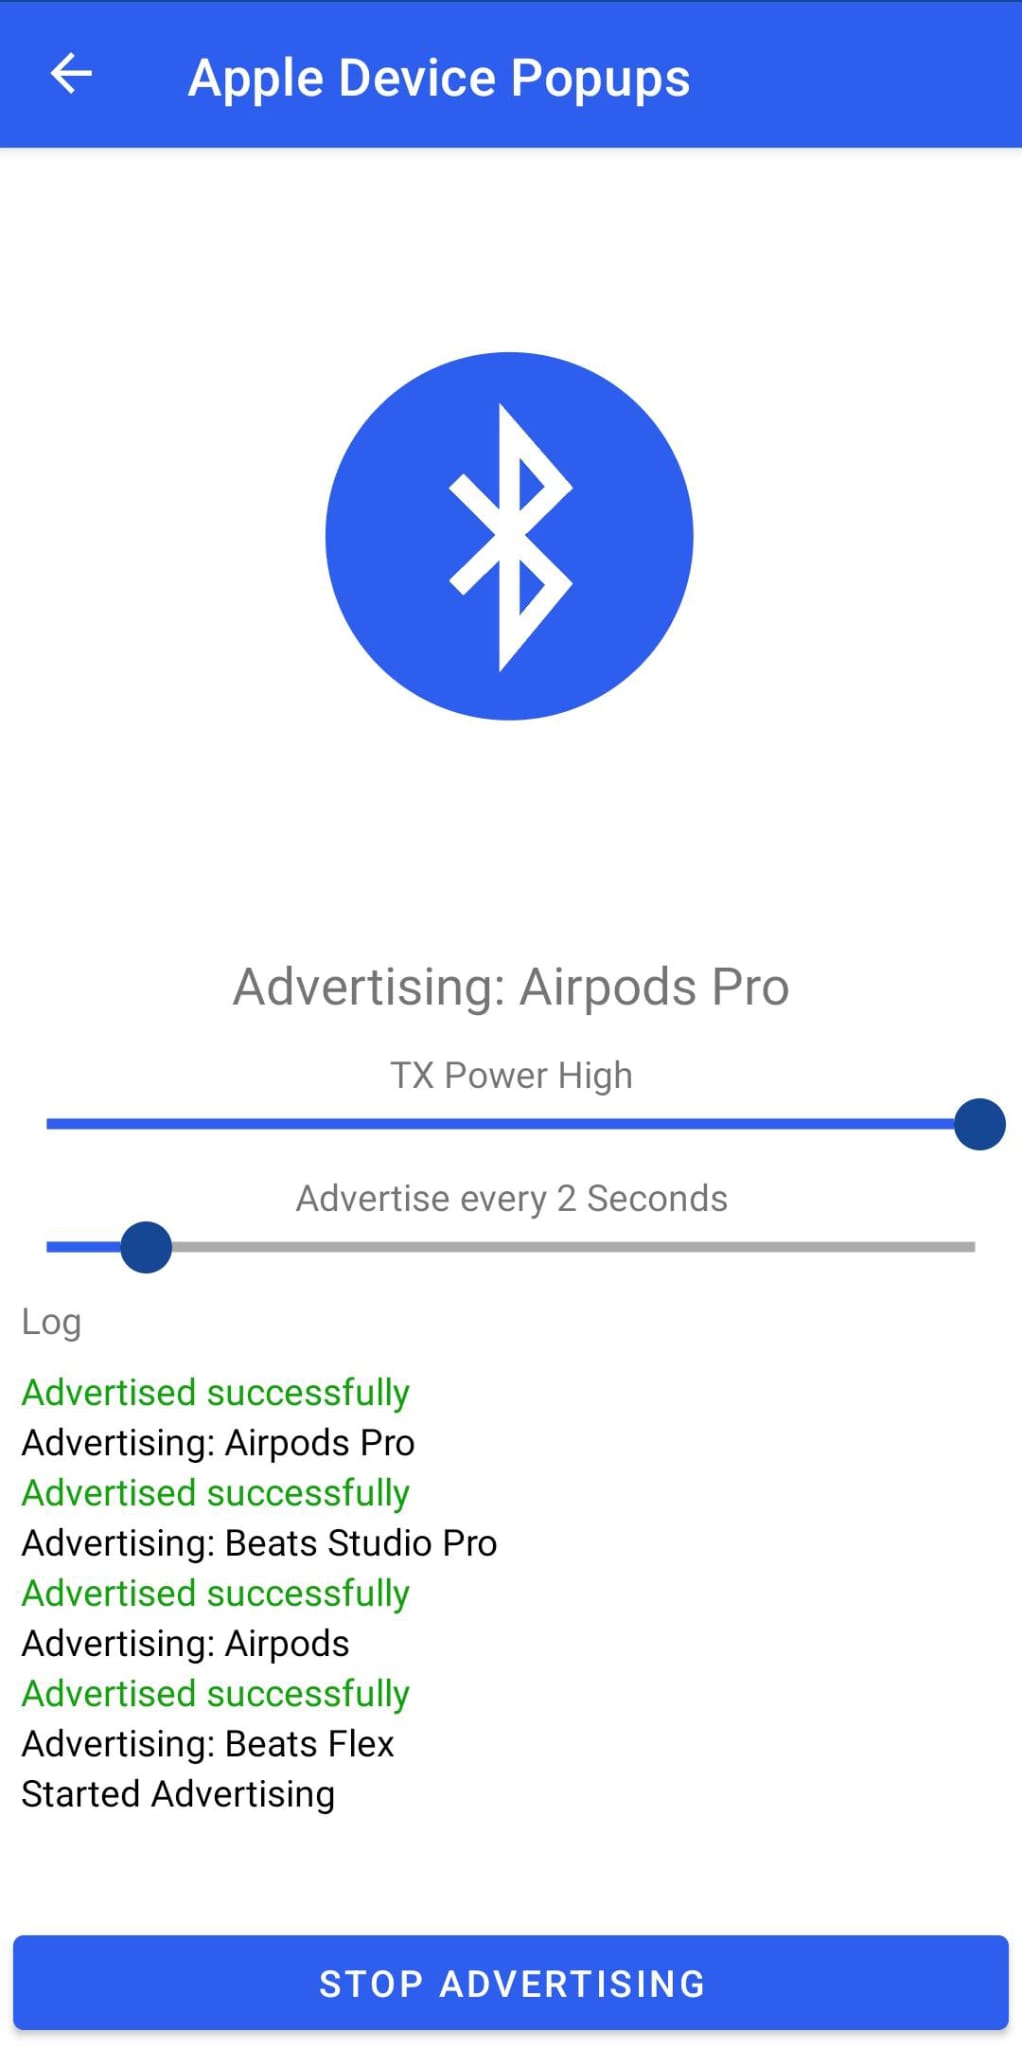 Apple Device Popups
Advertising: Airpods Pro
TX Power High
Advertise every 2 Seconds
Log
Advertised successfully
Advertising: Airpods Pro
Advertised successfully
Advertising: Beats Studio Pro
Advertised successfully
Advertising: Airpods
Advertised successfully
Advertising: Beats Flex
Started Advertising
STOP ADVERTISING